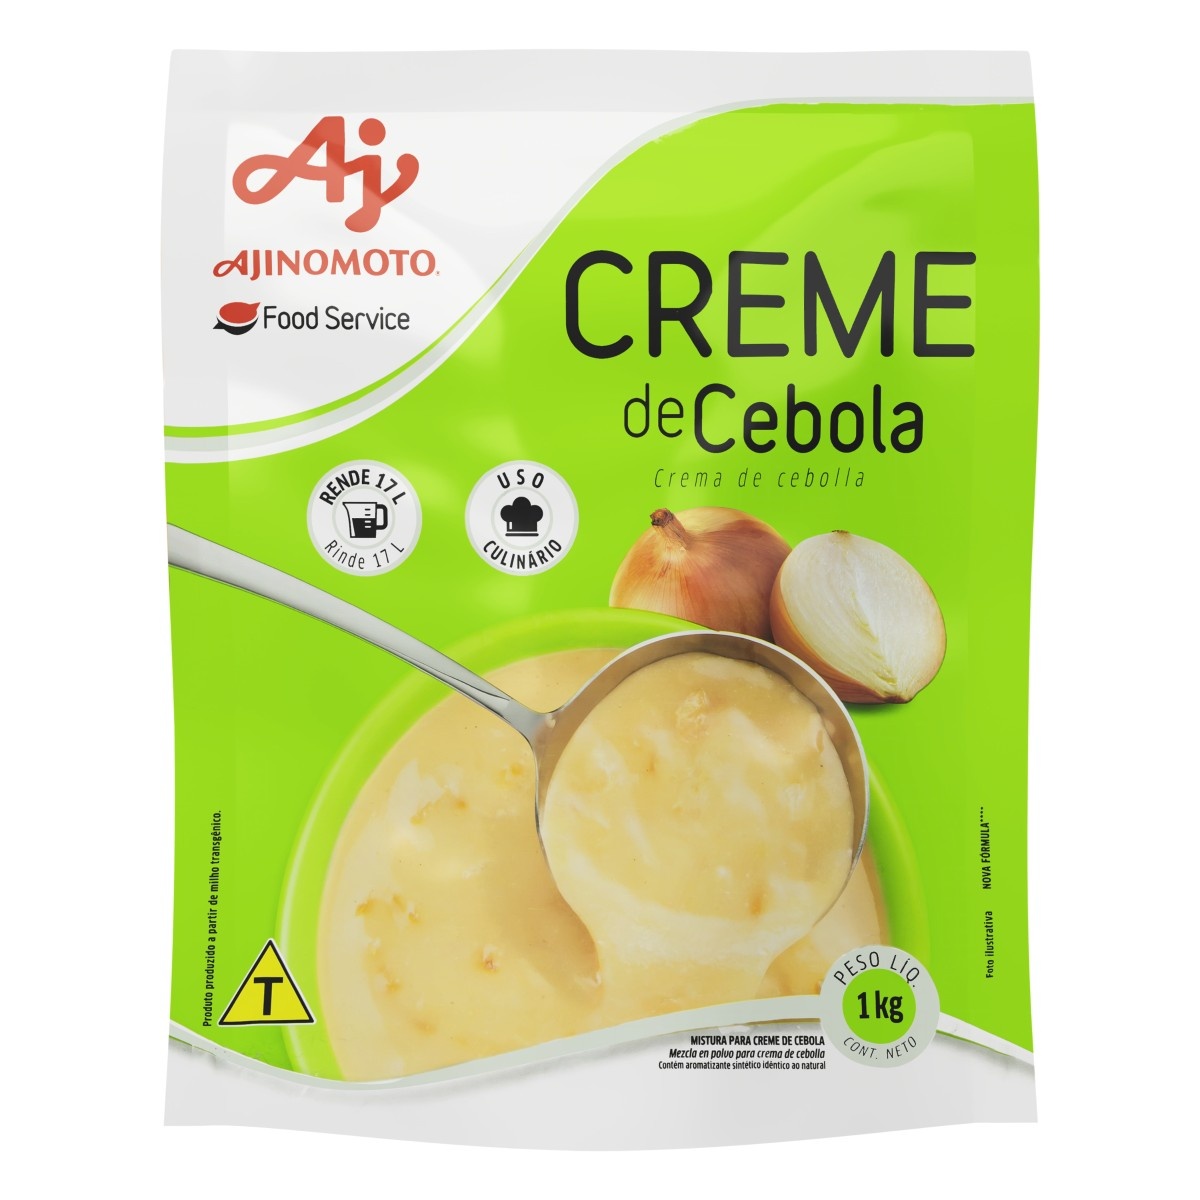 Aj
AJINOMOTO
Food Service
CREME
de Cebola
Crema de cebolla
RENDE 17 L
Rinde 17 L
USO
CULINÁRIO
Produto produzido a partir de milho transgênico.
T
NOVA FÓRMULA****
Foto ilustrativa
PESO LÍQ.
1 kg
CONT. NETO
MISTURA PARA CREME DE CEBOLA
Mezcla en polvo para crema de cebolla
Contém aromatizante sintético idêntico ao natural